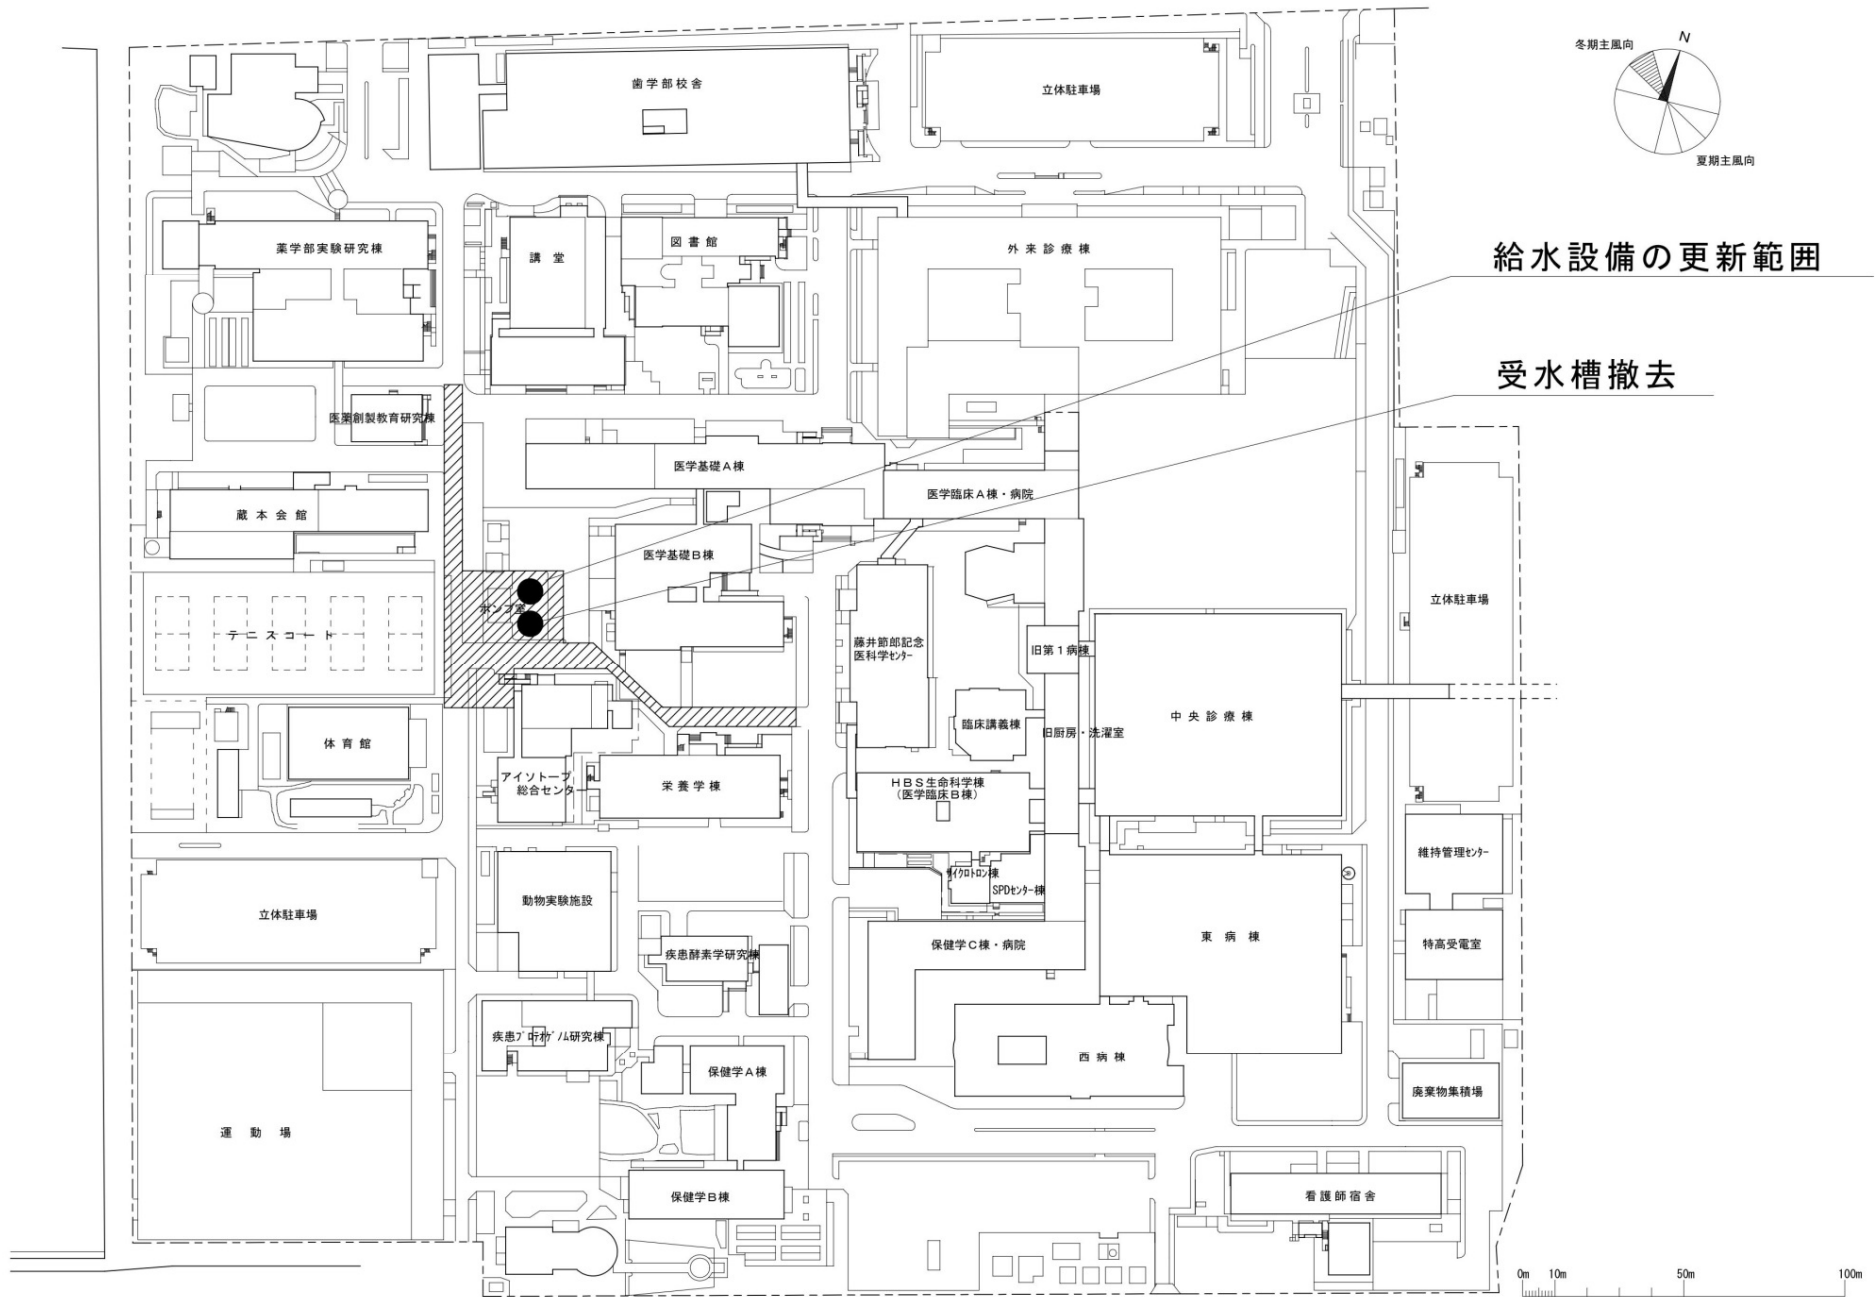 冬期主風向
N
夏期主風向
歯学部校舎
立体駐車場
薬学部実験研究棟
講堂
図書館
外来診療棟
給水設備の更新範囲
受水槽撤去
医薬創製教育研究棟
医学基礎A棟
医学臨床A棟・病院
蔵本会館
医学基礎B棟
ポンプ室
テニスコート
立体駐車場
藤井節郎記念
医科学センター
旧第1病棟
臨床講義棟
旧厨房・洗濯室
中央診療棟
体育館
アイソトープ
総合センター
栄養学棟
HBS生命科学棟
(医学臨床B棟)
維持管理センター
サイクロトロン棟
SPDセンター棟
立体駐車場
動物実験施設
疾患酵素学研究棟
保健学C棟・病院
東病棟
特高受電室
疾患プロテオゲノム研究棟
保健学A棟
西病棟
廃棄物集積場
運動場
保健学B棟
看護師宿舎
0m 10m 50m 100m